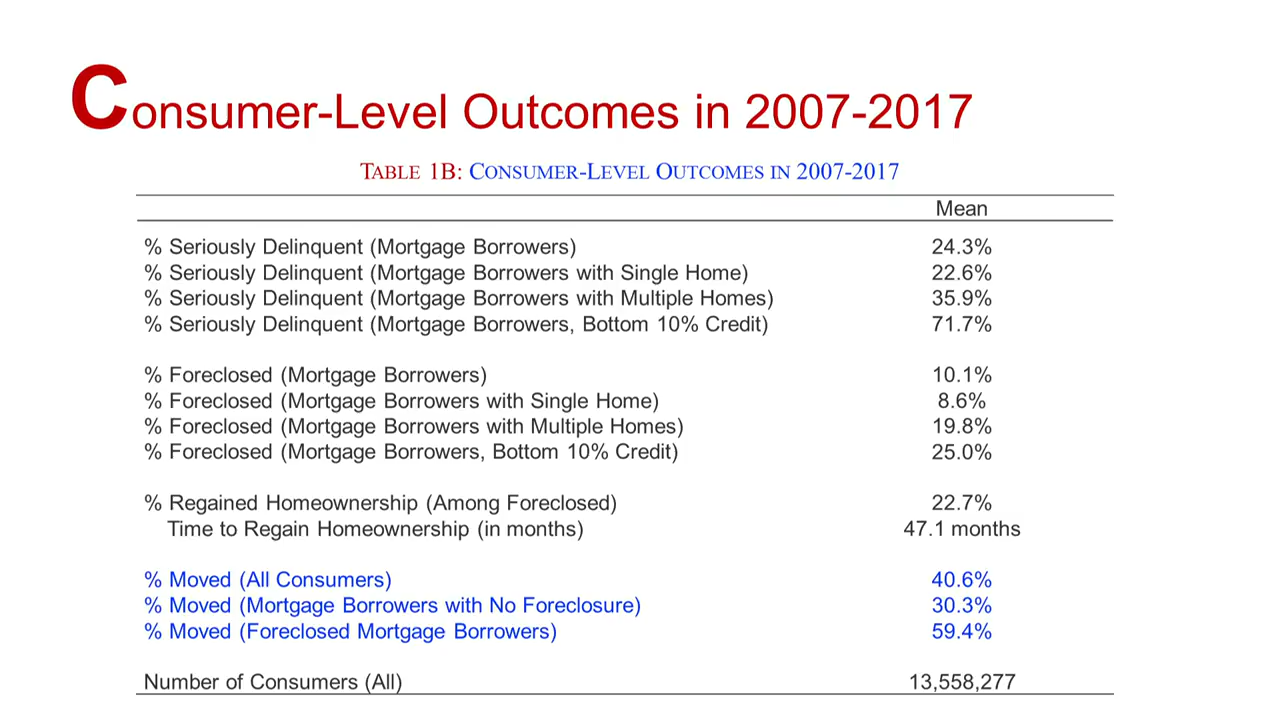 Consumer-Level Outcomes in 2007-2017
TABLE 1B: CONSUMER-LEVEL OUTCOMES IN 2007-2017
Mean
% Seriously Delinquent (Mortgage Borrowers) 24.3%
% Seriously Delinquent (Mortgage Borrowers with Single Home) 22.6%
% Seriously Delinquent (Mortgage Borrowers with Multiple Homes) 35.9%
% Seriously Delinquent (Mortgage Borrowers, Bottom 10% Credit) 71.7%
% Foreclosed (Mortgage Borrowers) 10.1%
% Foreclosed (Mortgage Borrowers with Single Home) 8.6%
% Foreclosed (Mortgage Borrowers with Multiple Homes) 19.8%
% Foreclosed (Mortgage Borrowers, Bottom 10% Credit) 25.0%
% Regained Homeownership (Among Foreclosed) 22.7%
Time to Regain Homeownership (in months) 47.1 months
% Moved (All Consumers) 40.6%
% Moved (Mortgage Borrowers with No Foreclosure) 30.3%
% Moved (Foreclosed Mortgage Borrowers) 59.4%
Number of Consumers (All) 13,558,277